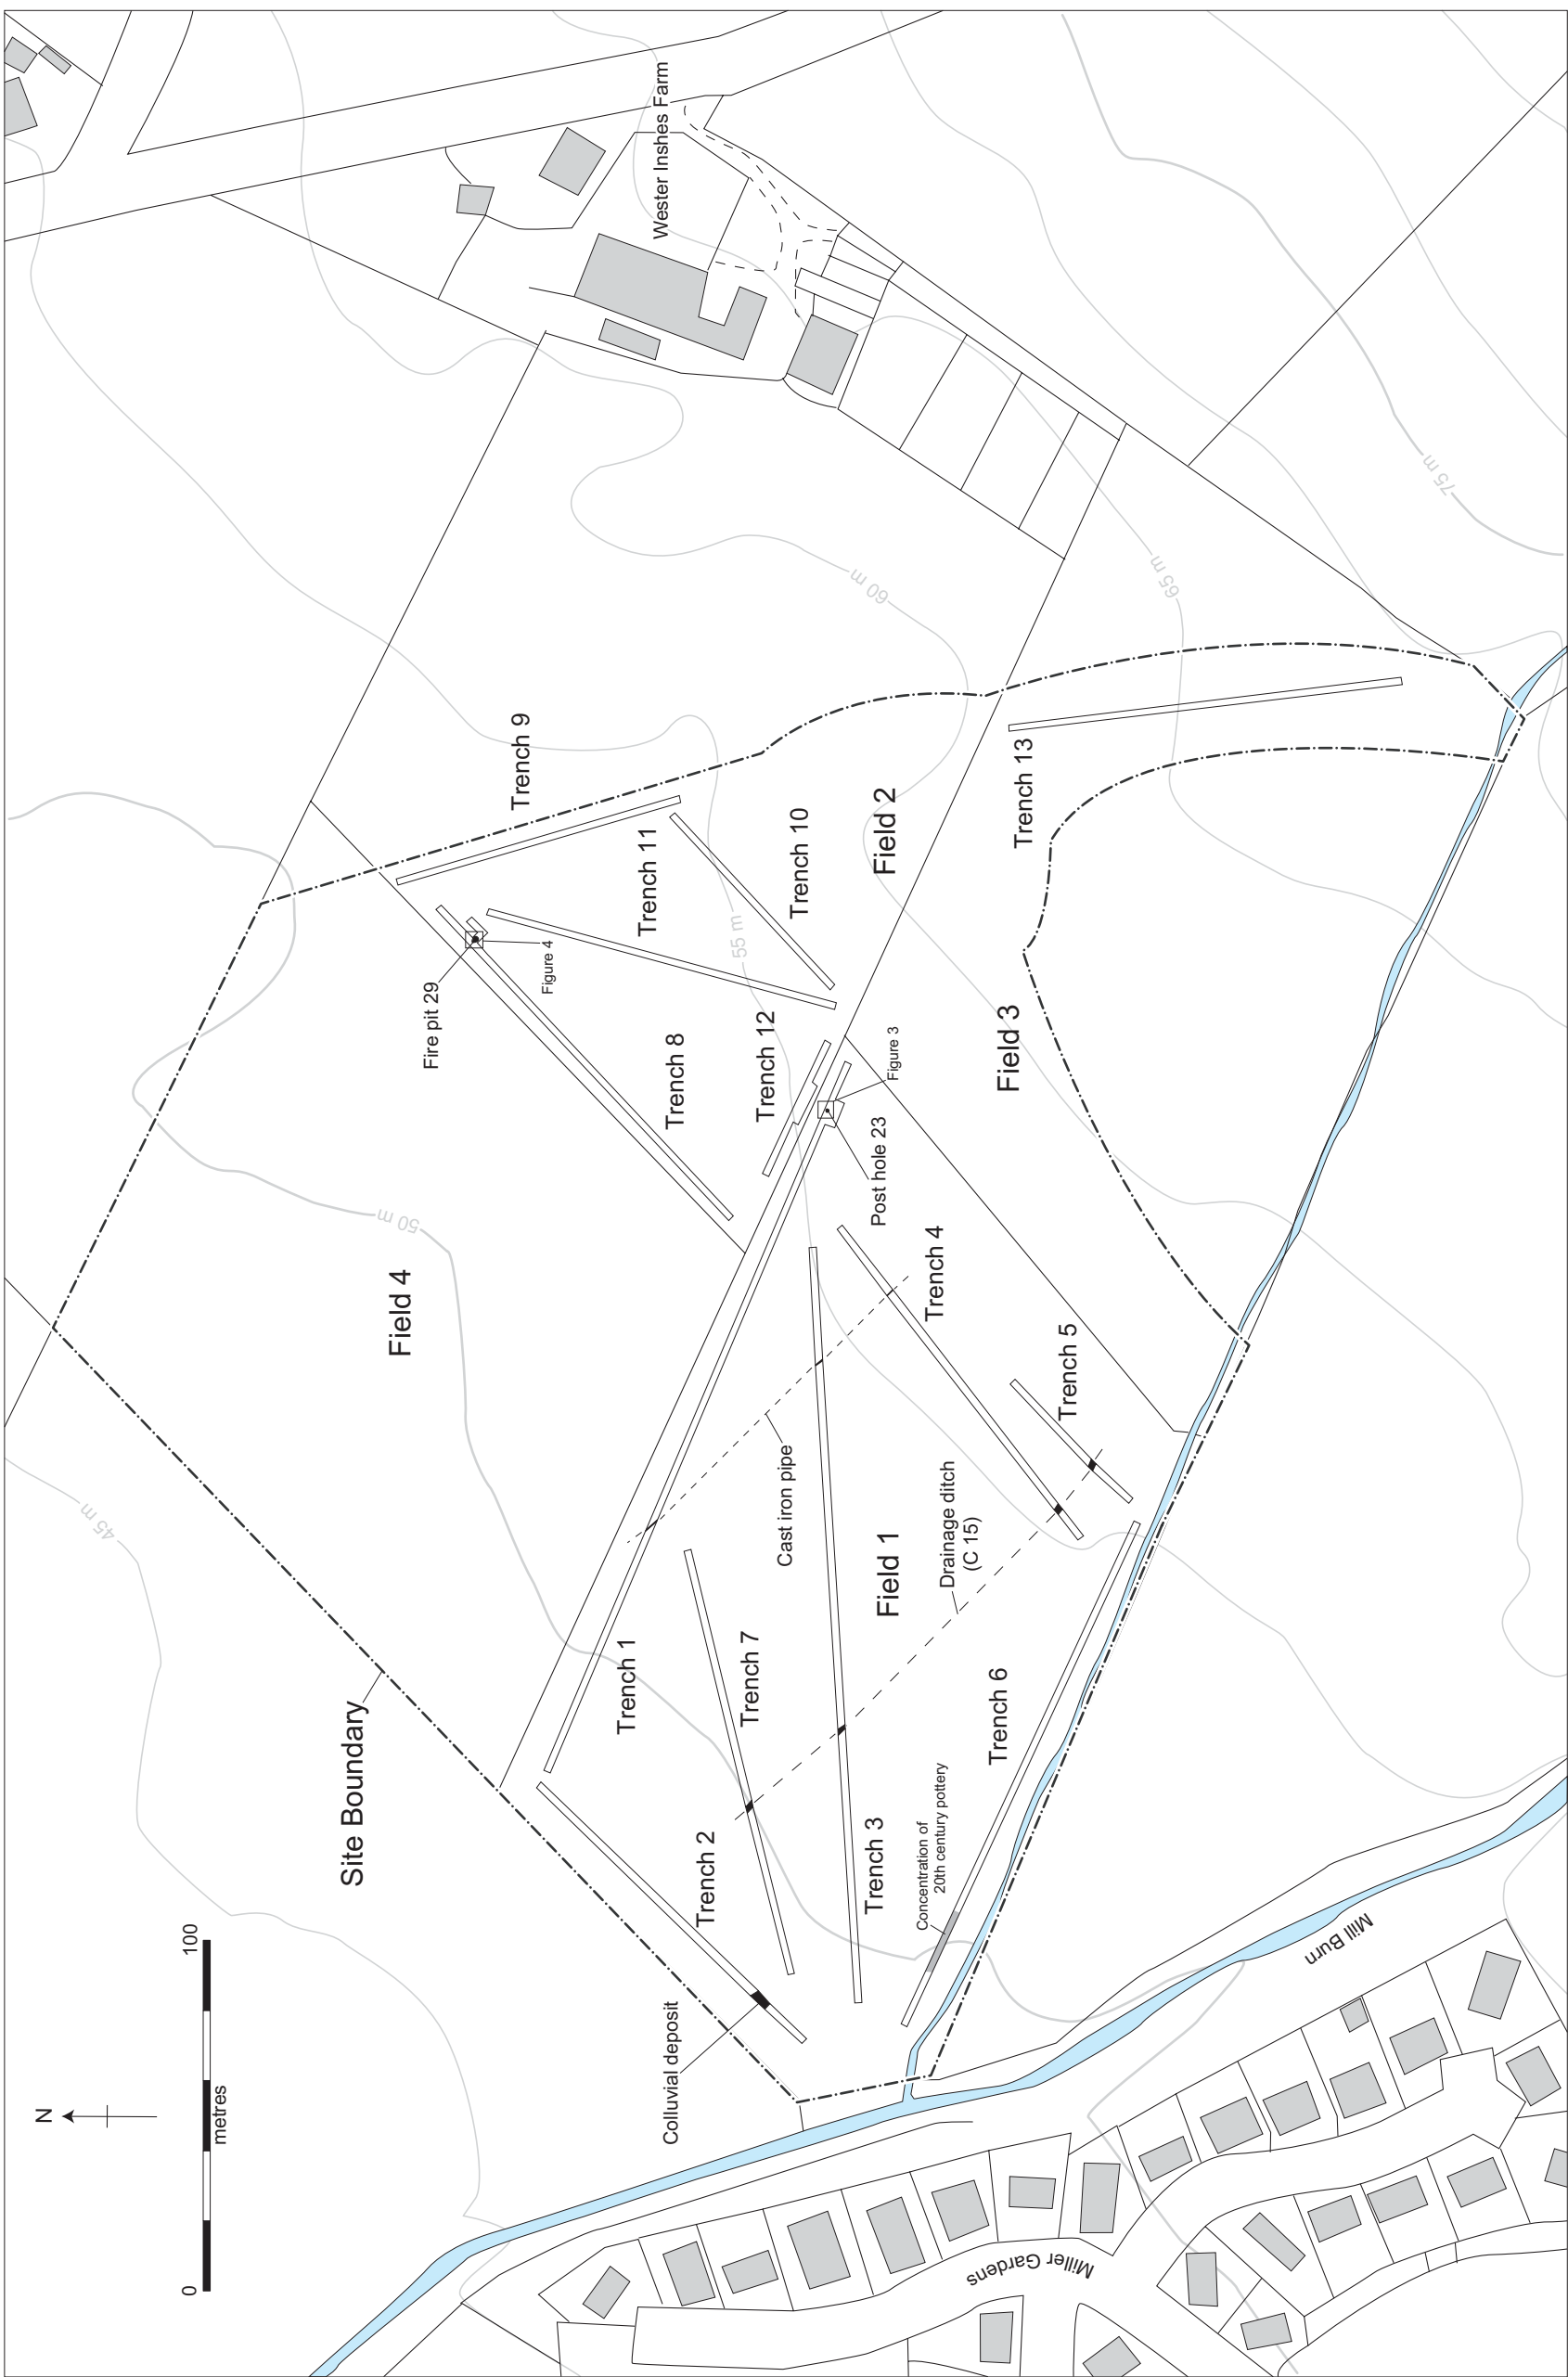 N
0
100
metres
45 m
50 m
55 m
60 m
65 m
75 m
Wester Inshes Farm
Site Boundary
Field 4
Field 2
Field 3
Field 1
Trench 9
Trench 11
Trench 10
Trench 13
Fire pit 29
Figure 4
Trench 8
Trench 12
Figure 3
Post hole 23
Trench 4
Trench 5
Cast iron pipe
Drainage ditch
(C 15)
Trench 1
Trench 7
Trench 6
Trench 2
Trench 3
Concentration of
20th century pottery
Colluvial deposit
Mill Burn
Miller Gardens